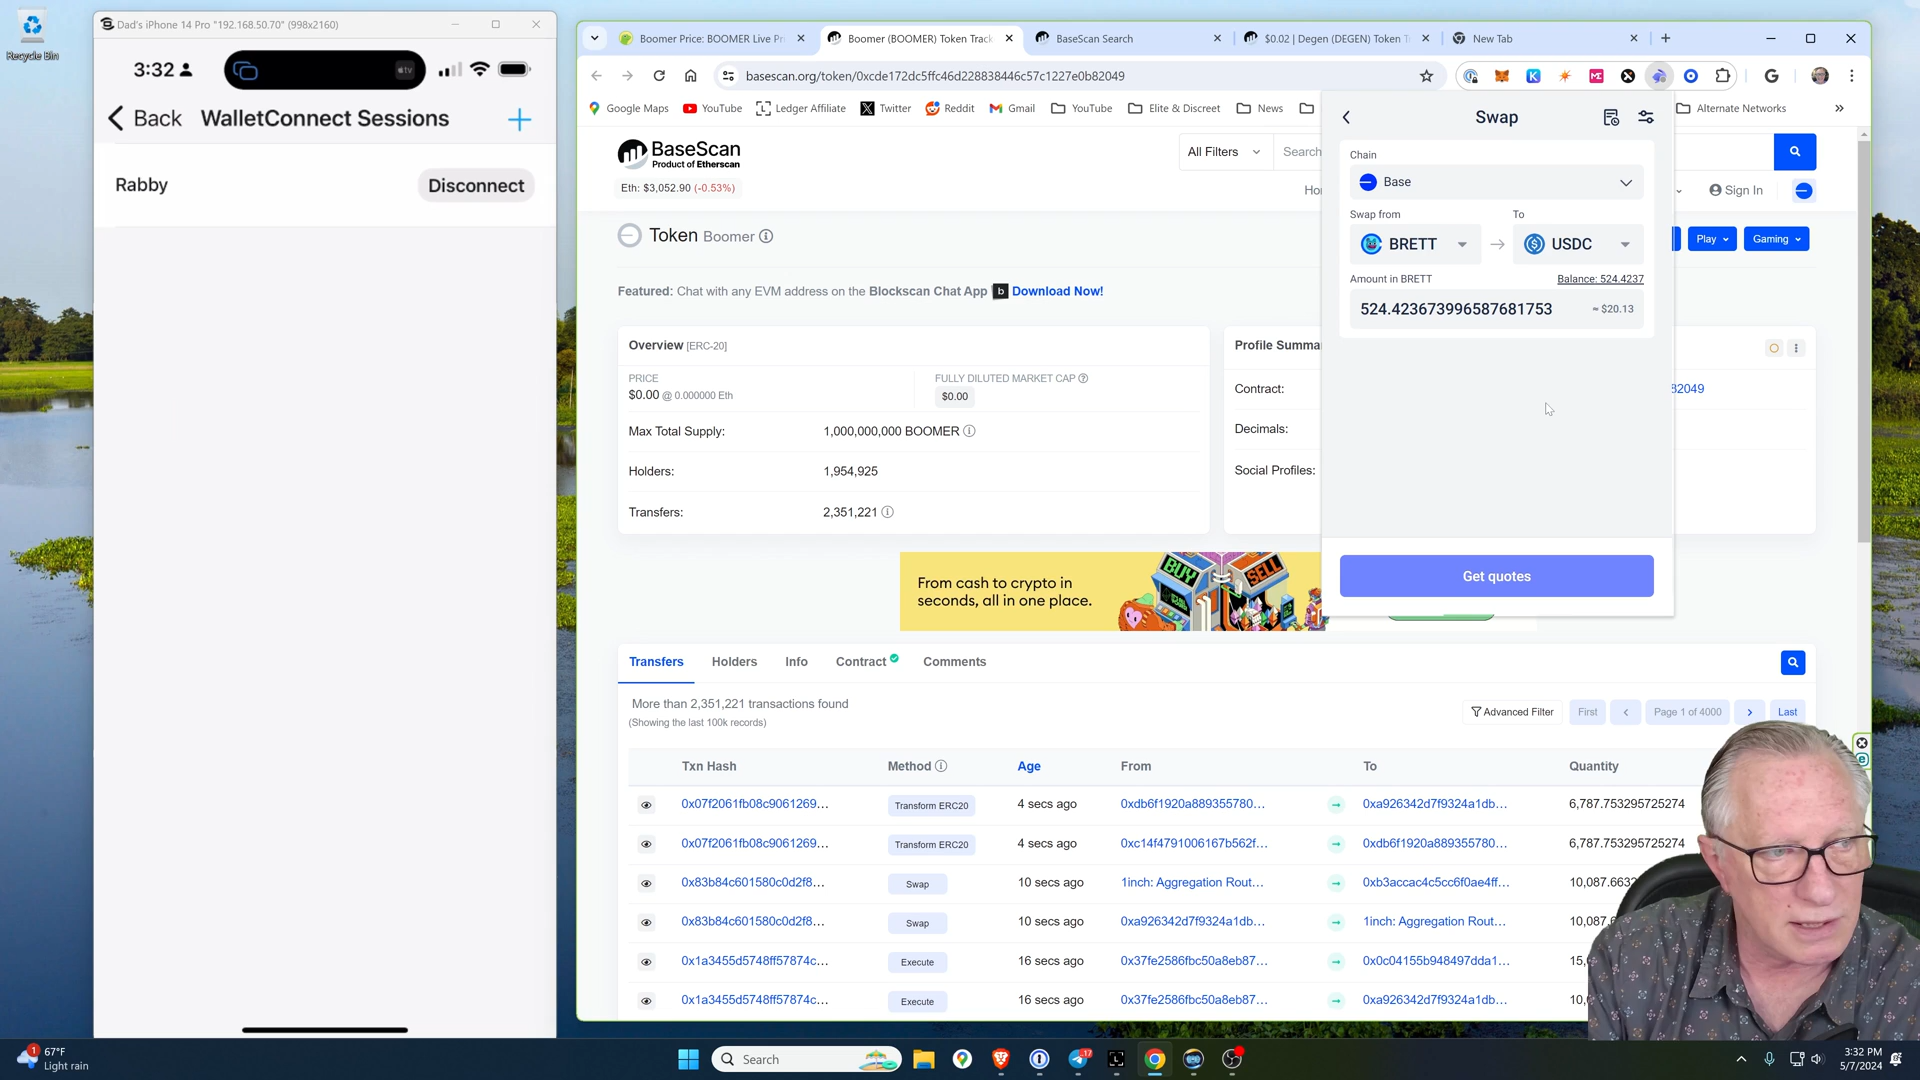 Recycle Bin
Dad's iPhone 14 Pro "192.168.50.70" (998x2160)
3:32
tv
Back
WalletConnect Sessions
Rabby
Disconnect
Boomer Price: BOOMER Live Pri
Boomer (BOOMER) Token Track
BaseScan Search
$0.02 | Degen (DEGEN) Token T
New Tab
basescan.org/token/0xcde172dc5ffc46d228838446c57c1227e0b82049
Google Maps
YouTube
Ledger Affiliate
Twitter
Reddit
Gmail
YouTube
Elite & Discreet
News
Alternate Networks
BaseScan
Product of Etherscan
Eth: $3,052.90 (-0.53%)
All Filters
Search
Sign In
Token Boomer
Play
Gaming
Featured: Chat with any EVM address on the Blockscan Chat App Download Now!
Overview [ERC-20]
PRICE
$0.00 @ 0.000000 Eth
FULLY DILUTED MARKET CAP
$0.00
Max Total Supply:
1,000,000,000 BOOMER
Holders:
1,954,925
Transfers:
2,351,221
Profile Summa
Contract:
82049
Decimals:
Social Profiles:
Swap
Chain
Base
Swap from
To
BRETT
USDC
Amount in BRETT
Balance: 524.4237
524.423673996587681753
≈ $20.13
Get quotes
From cash to crypto in
seconds, all in one place.
BUY
SELL
Transfers
Holders
Info
Contract
Comments
More than 2,351,221 transactions found
(Showing the last 100k records)
Advanced Filter
First
Page 1 of 4000
Last
Txn Hash
Method
Age
From
To
Quantity
0x07f2061fb08c9061269...
Transform ERC20
4 secs ago
0xdb6f1920a889355780...
0xa926342d7f9324a1db...
6,787.753295725274
0x07f2061fb08c9061269...
Transform ERC20
4 secs ago
0xc14f4791006167b562f...
0xdb6f1920a889355780...
6,787.753295725274
0x83b84c601580c0d2f8...
Swap
10 secs ago
1inch: Aggregation Rout...
0xb3accac4c5cc6f0ae4ff...
10,087.6632
0x83b84c601580c0d2f8...
Swap
10 secs ago
0xa926342d7f9324a1db...
1inch: Aggregation Rout...
10,087.6
0x1a3455d5748ff57874c...
Execute
16 secs ago
0x37fe2586fbc50a8eb87...
0x0c04155b948497dda1...
15,
0x1a3455d5748ff57874c...
Execute
16 secs ago
0x37fe2586fbc50a8eb87...
0xa926342d7f9324a1db...
10,
67°F
Light rain
Search
3:32 PM
5/7/2024